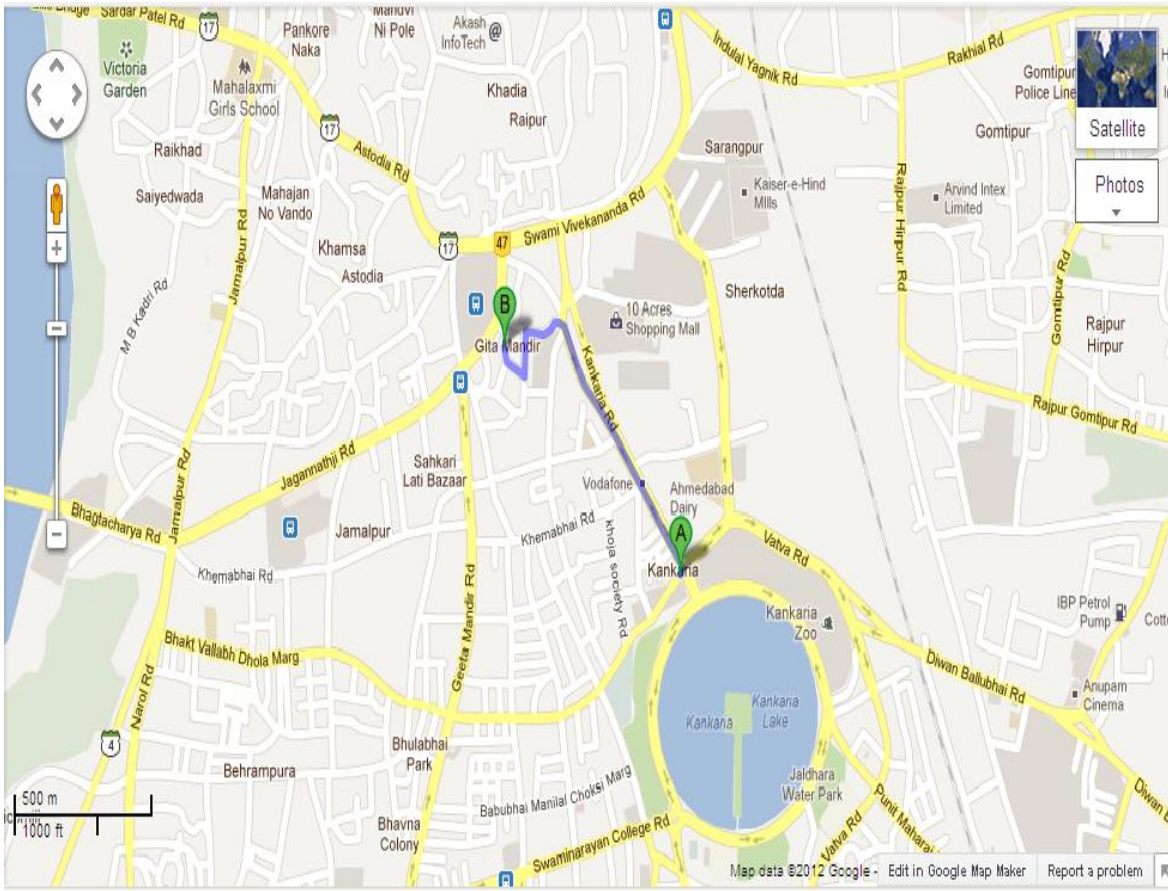 Sardar Patel Rd
17
Victoria
Garden
Pankore
Naka
Mandvi
Ni Pole
Akash
InfoTech
Mahalaxmi
Girls School
Khadia
Raipur
Indulal Yagnik Rd
Rakhial Rd
Gomtipur
Police Line
Satellite
Photos
Gomtipur
17
Astodia Rd
Raikhad
Saiyedwada
Mahajan
No Vando
Khamsa
Astodia
Jamalpur Rd
M B Kadri Rd
17
47
Swami Vivekananda Rd
Sarangpur
Kaiser-e-Hind
Mills
Arvind Intex
Limited
Rajpur Hirpur Rd
Gomtipur Rd
Sherkotda
B
Gita Mandir
10 Acres
Shopping Mall
Kankaria Rd
Rajpur
Hirpur
Rajpur Gomtipur Rd
Jagannathji Rd
Sahkari
Lati Bazaar
Vodafone
Ahmedabad
Dairy
Bhagtacharya Rd
Jamalpur Rd
Jamalpur
Khemabhai Rd
khoja society Rd
A
Kankaria
Vatva Rd
Khemabhai Rd
Kankaria
Zoo
IBP Petrol
Pump
Bhakt Vallabh Dhola Marg
Geeta Mandir Rd
Diwan Ballubhai Rd
Anupam
Cinema
Narol Rd
4
Kankaria
Kankaria
Lake
Bhulabhai
Park
Behrampura
Babubhai Manilal Choksi Marg
Jaldhara
Water Park
Diwan
Punit Maharaj
500 m
1000 ft
Bhavna
Colony
Swaminarayan College Rd
Vatva Rd
Map data ©2012 Google -
Edit in Google Map Maker
Report a problem